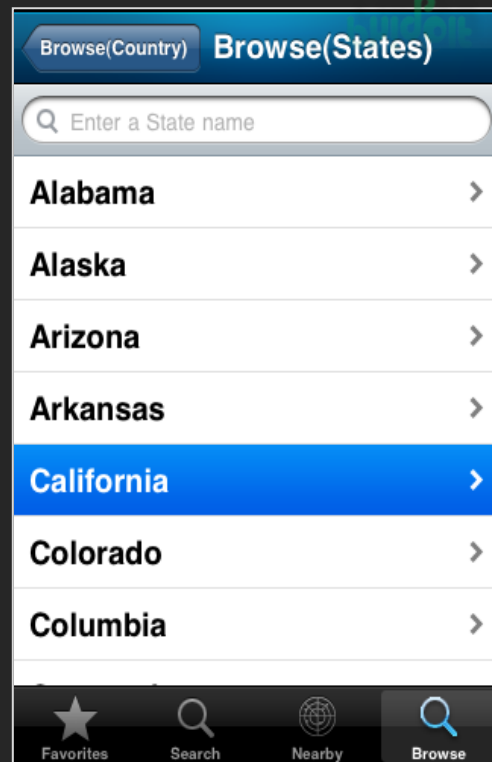 Browse(Country) Browse(States)
Enter a State name
Alabama
Alaska
Arizona
Arkansas
California
Colorado
Columbia
Favorites Search Nearby Browse